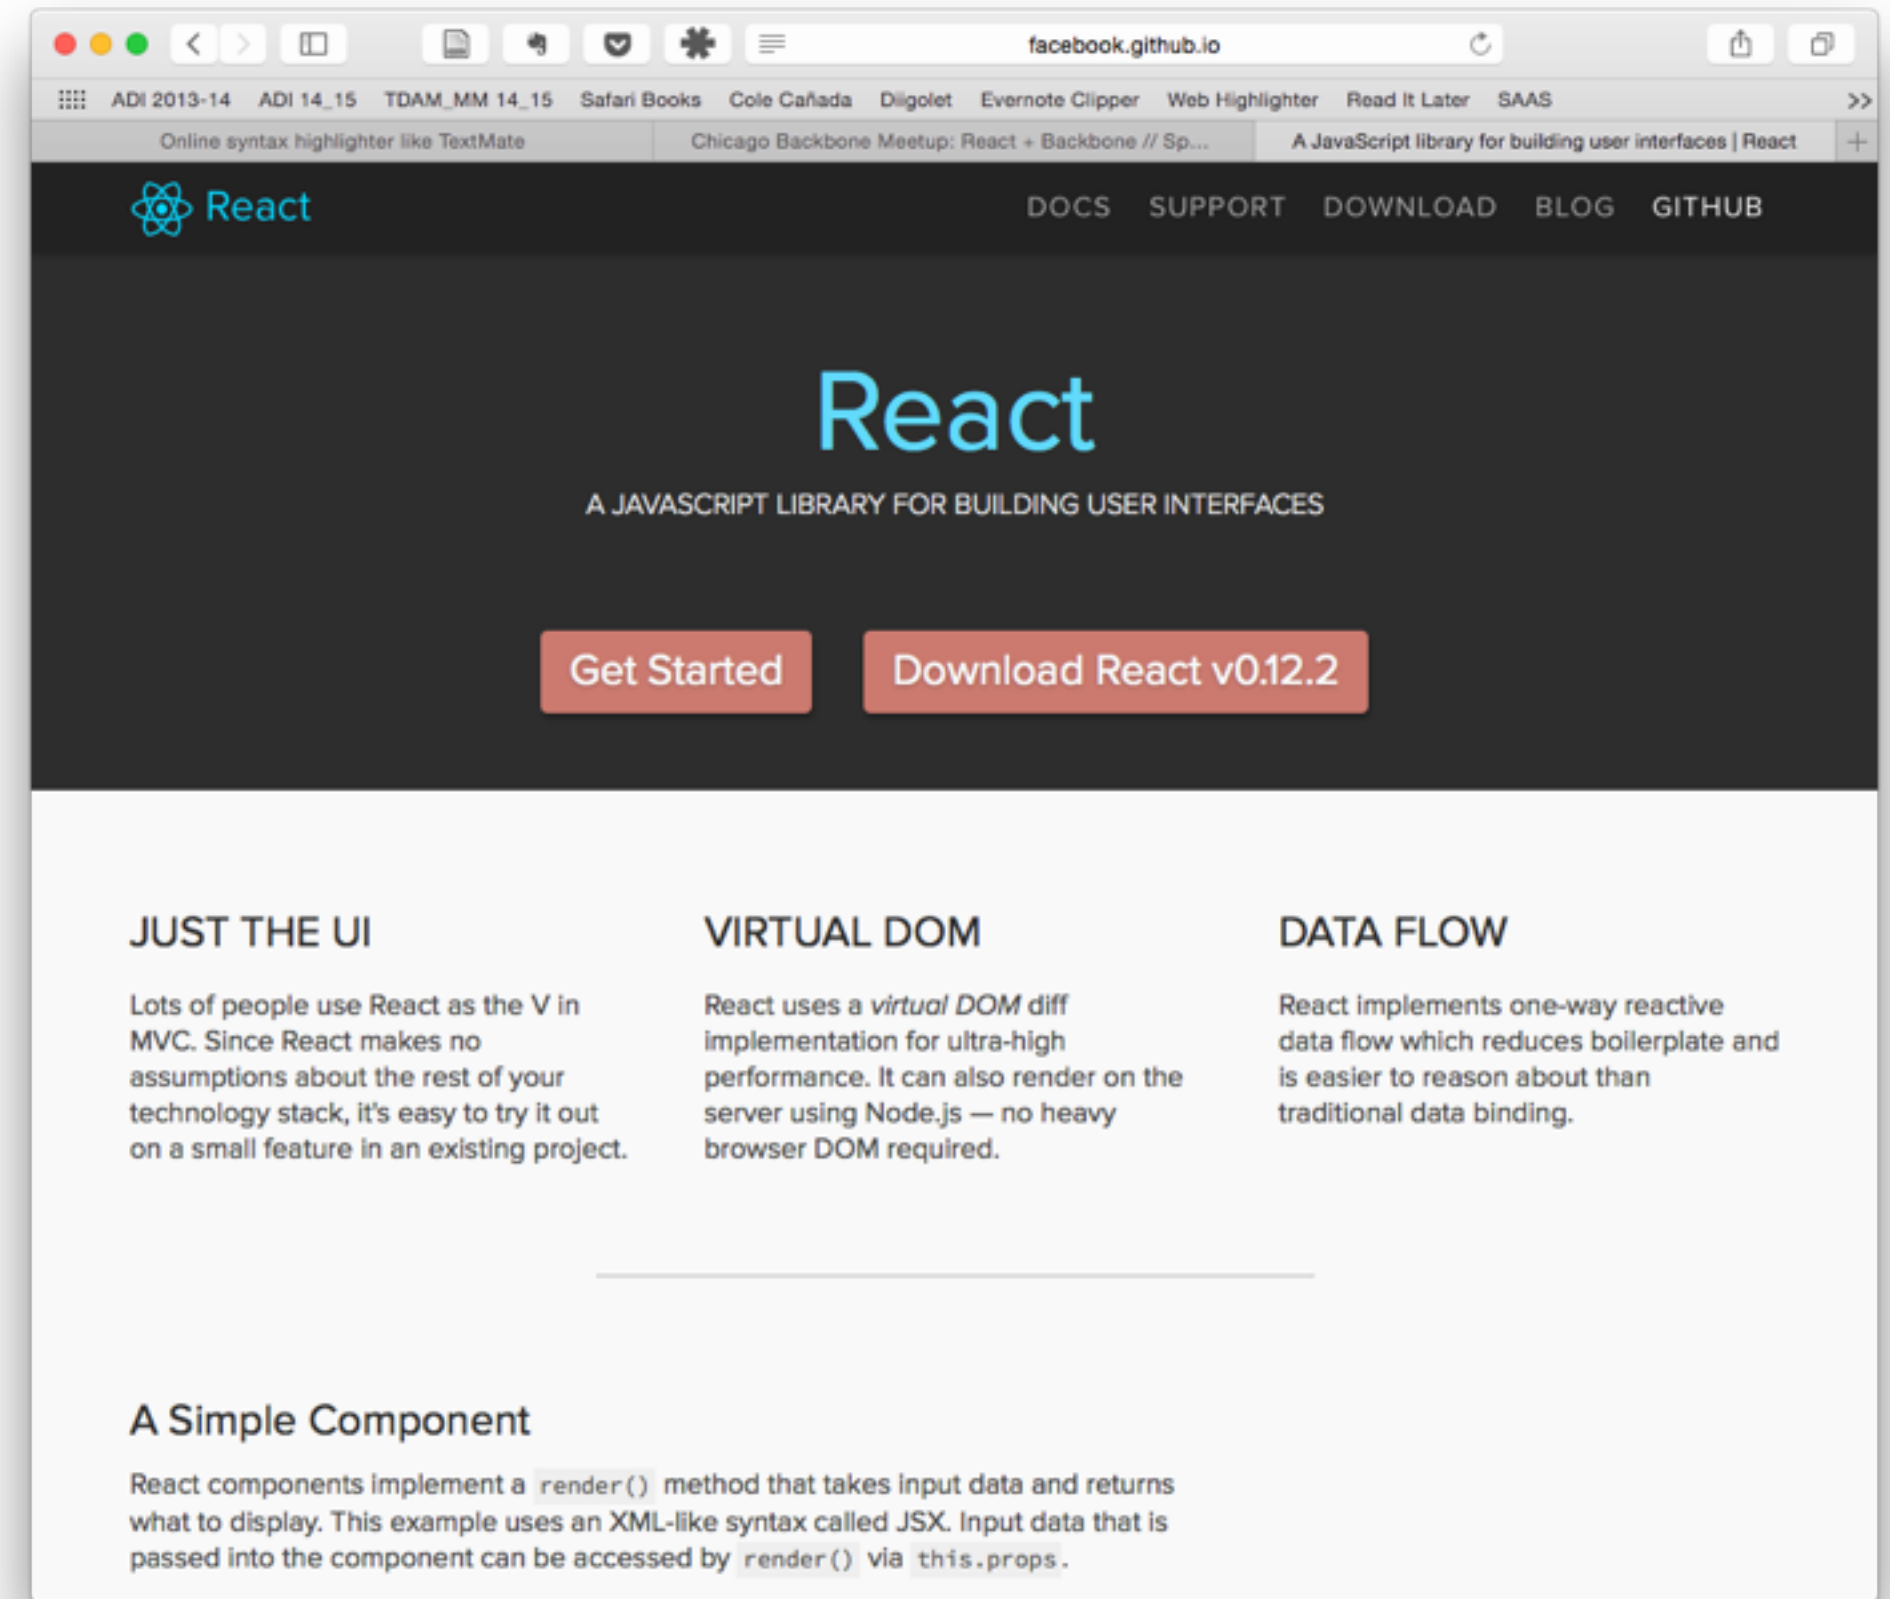 facebook.github.io
ADI 2013-14 ADI 14_15 TDAM_MM 14_15 Safari Books Cole Cañada Diigolet Evernote Clipper Web Highlighter Read It Later SAAS >>
Online syntax highlighter like TextMate Chicago Backbone Meetup: React + Backbone // Sp... A JavaScript library for building user interfaces | React +
React DOCS SUPPORT DOWNLOAD BLOG GITHUB
React
A JAVASCRIPT LIBRARY FOR BUILDING USER INTERFACES
Get Started Download React v0.12.2
JUST THE UI
Lots of people use React as the V in
MVC. Since React makes no
assumptions about the rest of your
technology stack, it's easy to try it out
on a small feature in an existing project.
VIRTUAL DOM
React uses a virtual DOM diff
implementation for ultra-high
performance. It can also render on the
server using Node.js — no heavy
browser DOM required.
DATA FLOW
React implements one-way reactive
data flow which reduces boilerplate and
is easier to reason about than
traditional data binding.
A Simple Component
React components implement a render() method that takes input data and returns
what to display. This example uses an XML-like syntax called JSX. Input data that is
passed into the component can be accessed by render() via this.props.